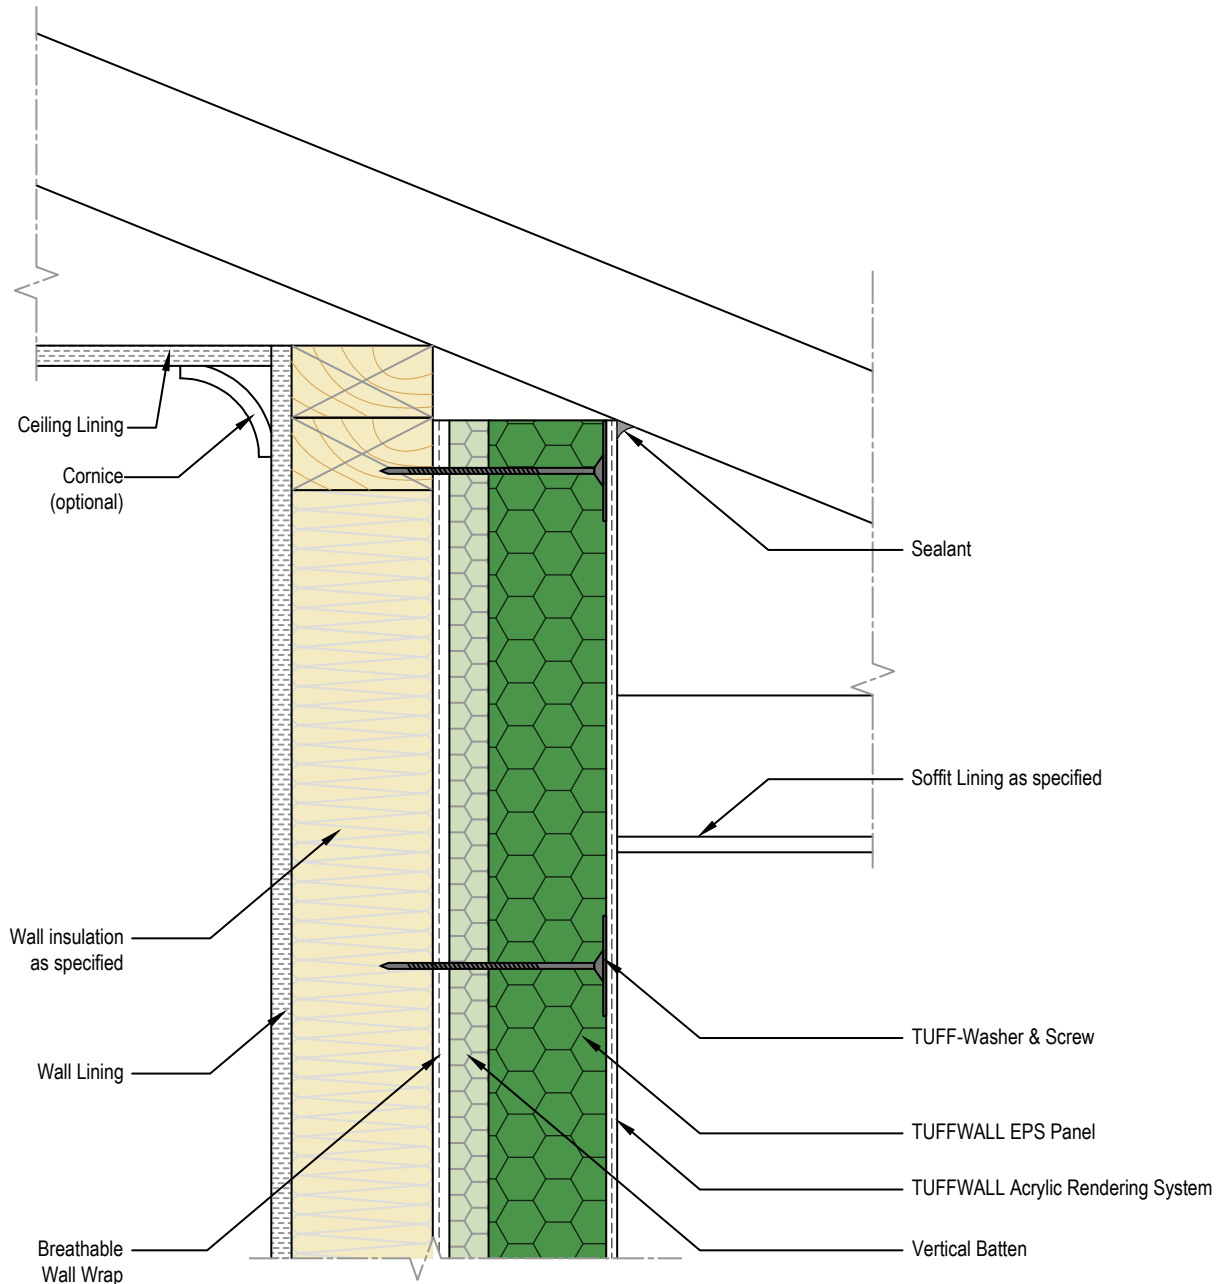 Ceiling Lining
Cornice
(optional)
Sealant
Soffit Lining as specified
Wall insulation
as specified
TUFF-Washer & Screw
Wall Lining
TUFFWALL EPS Panel
TUFFWALL Acrylic Rendering System
Breathable
Wall Wrap
Vertical Batten